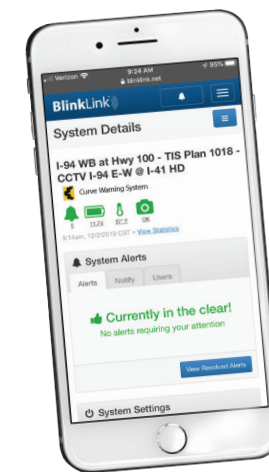 Verizon 9:24 AM 95%
blinklink.net
BlinkLink
System Details
I-94 WB at Hwy 100 - TIS Plan 1018 -
CCTV I-94 E-W @ I-41 HD
Curve Warning System
OK
9:14am, 12/2/2019 CST • View Statistics
System Alerts
Alerts Notify Users
Currently in the clear!
No alerts requiring your attention
View Resolved Alerts
System Settings